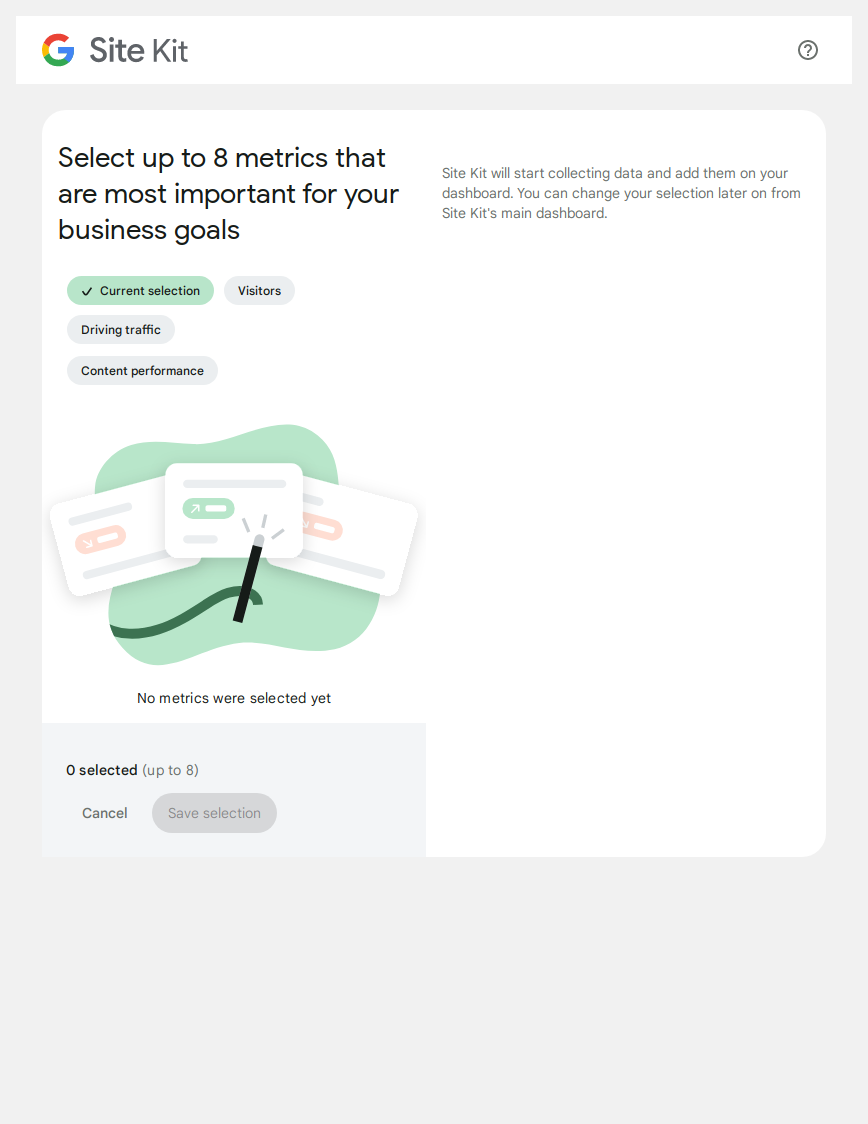 Site Kit
Select up to 8 metrics that
are most important for your
business goals
Site Kit will start collecting data and add them on your
dashboard. You can change your selection later on from
Site Kit's main dashboard.
Current selection
Visitors
Driving traffic
Content performance
No metrics were selected yet
0 selected (up to 8)
Cancel
Save selection